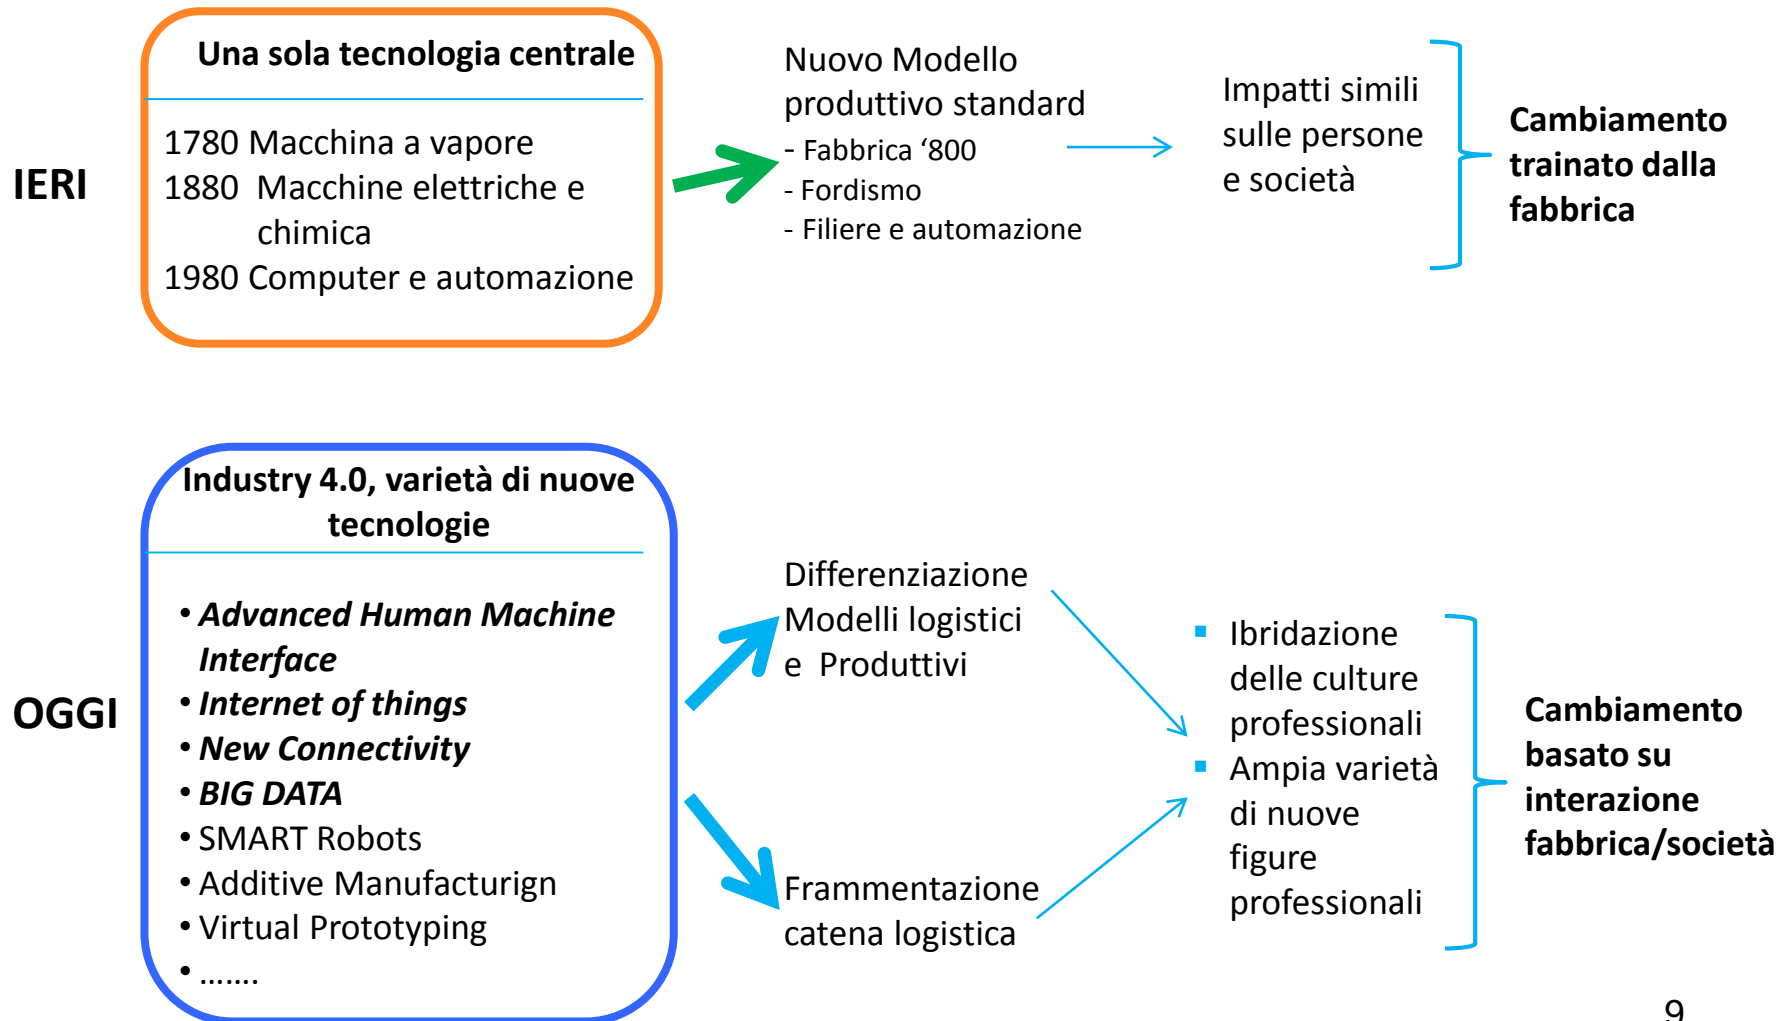 IERI
Una sola tecnologia centrale
1780 Macchina a vapore
1880 Macchine elettriche e
chimica
1980 Computer e automazione
Nuovo Modello
produttivo standard
- Fabbrica ‘800
- Fordismo
- Filiere e automazione
Impatti simili
sulle persone
e società
Cambiamento
trainato dalla
fabbrica
OGGI
Industry 4.0, varietà di nuove
tecnologie
• Advanced Human Machine
Interface
• Internet of things
• New Connectivity
• BIG DATA
• SMART Robots
• Additive Manufacturign
• Virtual Prototyping
• …….
Differenziazione
Modelli logistici
e Produttivi
Frammentazione
catena logistica
▪ Ibridazione
delle culture
professionali
▪ Ampia varietà
di nuove
figure
professionali
Cambiamento
basato su
interazione
fabbrica/società
9